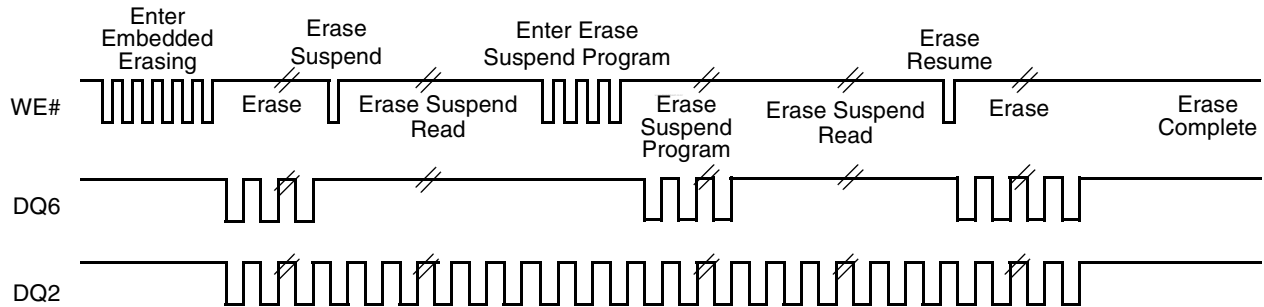 Enter
Embedded
Erasing
Erase
Suspend
Enter Erase
Suspend Program
Erase
Resume
WE#
Erase
Erase Suspend
Read
Erase
Suspend
Program
Erase Suspend
Read
Erase
Erase
Complete
DQ6
DQ2